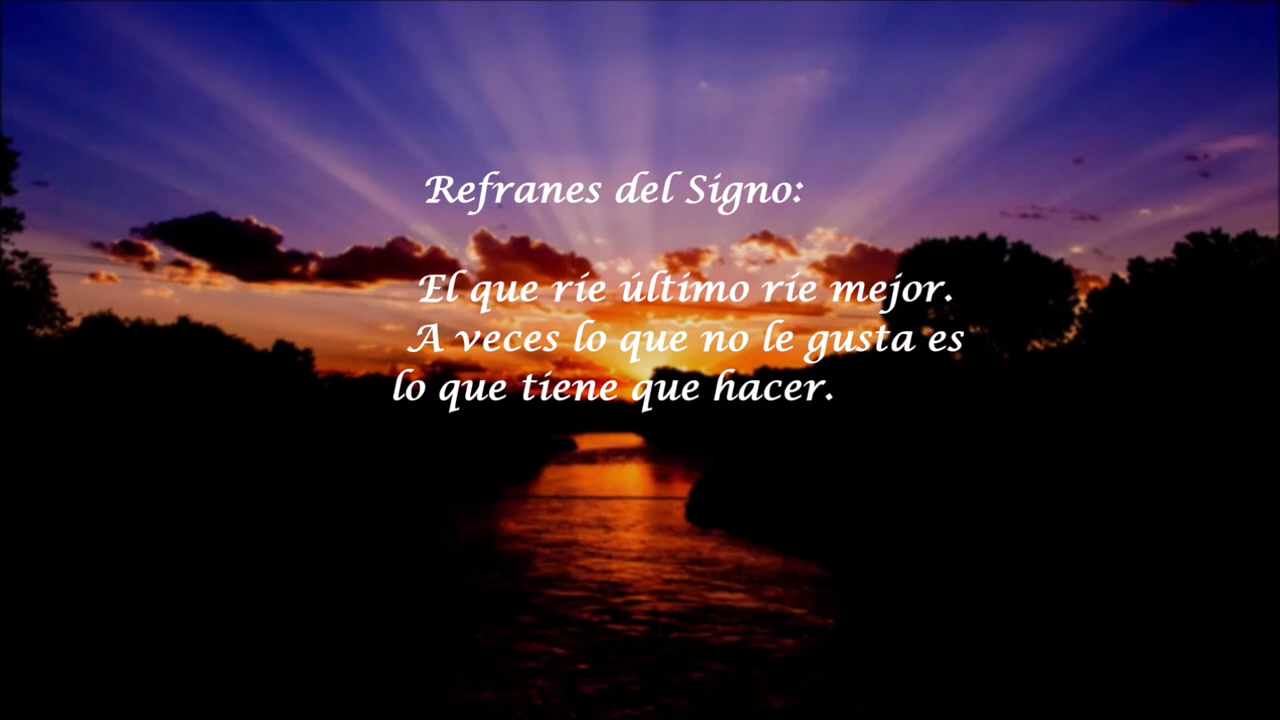 Refranes del Signo:
El que ríe último ríe mejor.
A veces lo que no le gusta es
lo que tiene que hacer.